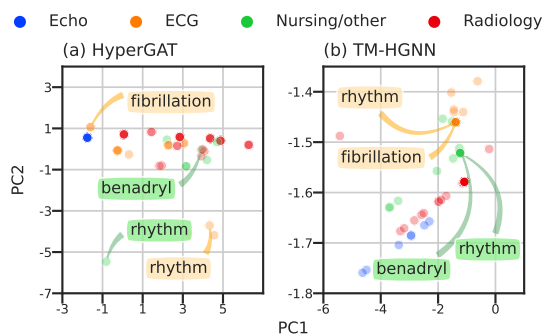 Echo ECG Nursing/other Radiology
(a) HyperGAT (b) TM-HGNN
3
1
-1
-3
-5
-7
-3 -1 1 3 5
PC2
fibrillation
benadryl
rhythm
rhythm
-1.4
-1.5
-1.6
-1.7
-1.8
-6 -4 -2 0
rhythm
fibrillation
rhythm
benadryl
PC1